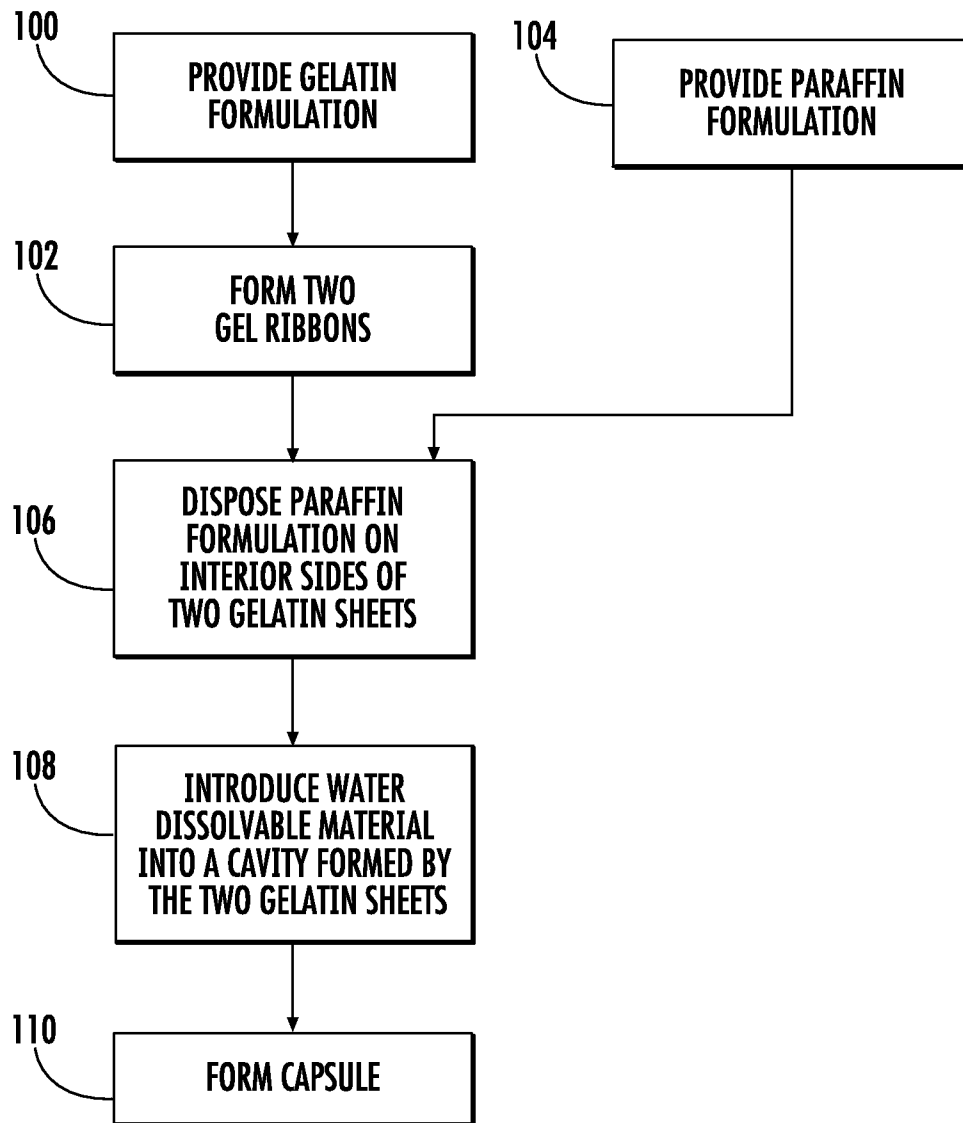 100
PROVIDE GELATIN
FORMULATION
104
PROVIDE PARAFFIN
FORMULATION
102
FORM TWO
GEL RIBBONS
106
DISPOSE PARAFFIN
FORMULATION ON
INTERIOR SIDES OF
TWO GELATIN SHEETS
108
INTRODUCE WATER
DISSOLVABLE MATERIAL
INTO A CAVITY FORMED BY
THE TWO GELATIN SHEETS
110
FORM CAPSULE